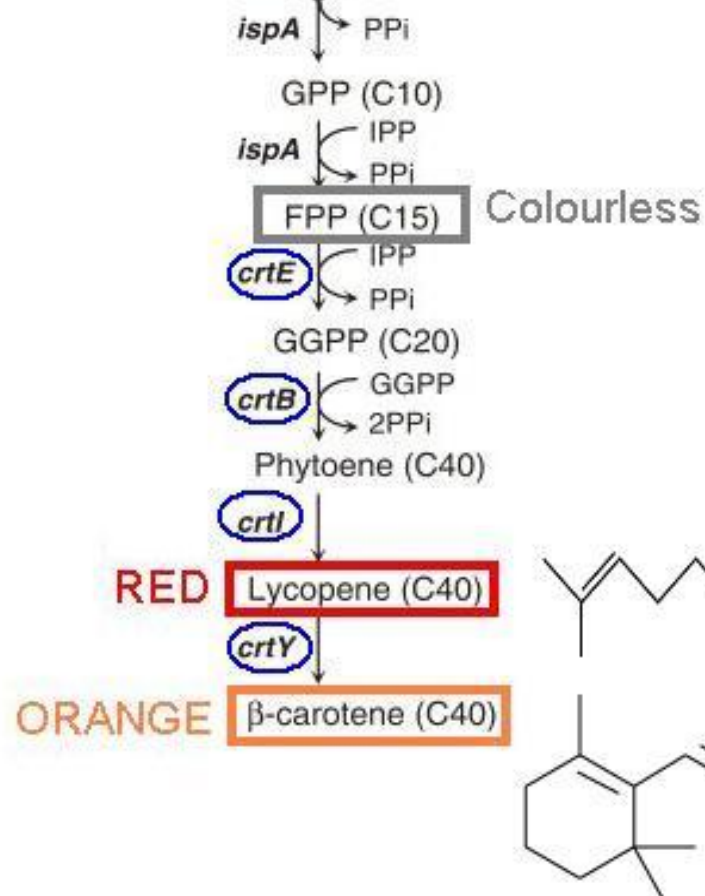 ispA PPi
GPP (C10)
IPP
ispA
PPi
FPP (C15) Colourless
IPP
crtE
PPi
GGPP (C20)
GGPP
crtB
2PPi
Phytoene (C40)
crtI
RED Lycopene (C40)
crtY
ORANGE β-carotene (C40)